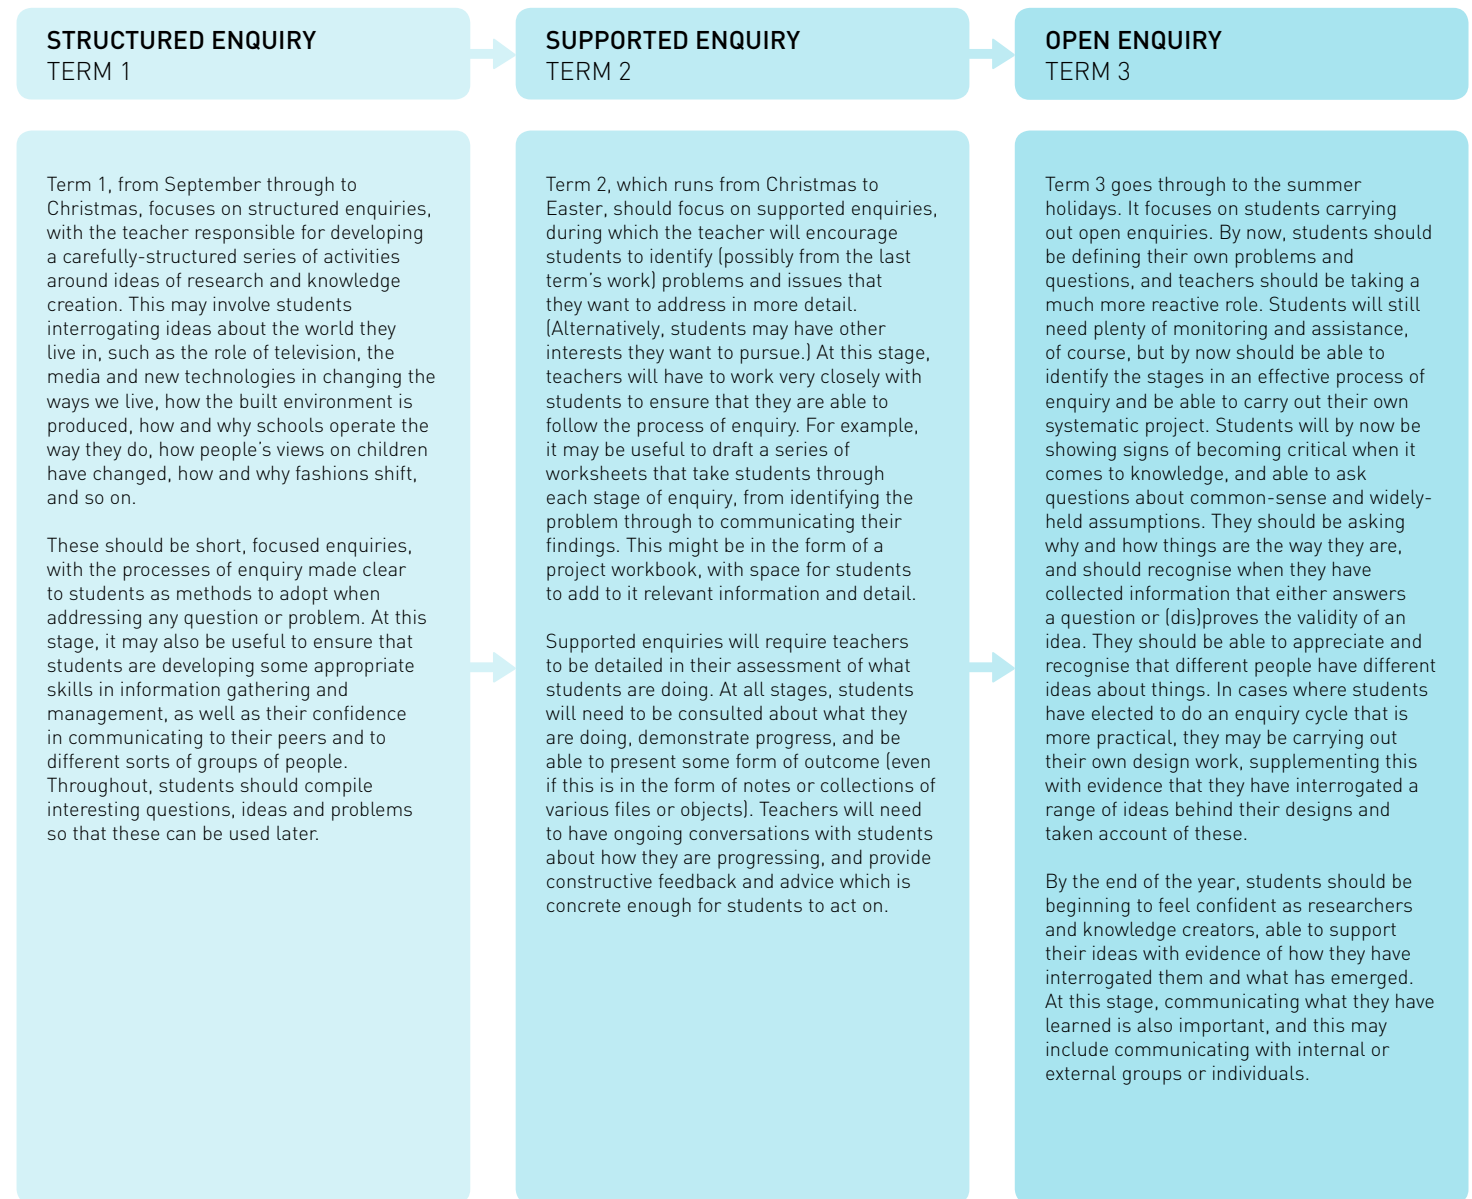 STRUCTURED ENQUIRY
TERM 1
SUPPORTED ENQUIRY
TERM 2
OPEN ENQUIRY
TERM 3
Term 1, from September through to
Christmas, focuses on structured enquiries,
with the teacher responsible for developing
a carefully-structured series of activities
around ideas of research and knowledge
creation. This may involve students
interrogating ideas about the world they
live in, such as the role of television, the
media and new technologies in changing the
ways we live, how the built environment is
produced, how and why schools operate the
way they do, how people's views on children
have changed, how and why fashions shift,
and so on.
These should be short, focused enquiries,
with the processes of enquiry made clear
to students as methods to adopt when
addressing any question or problem. At this
stage, it may also be useful to ensure that
students are developing some appropriate
skills in information gathering and
management, as well as their confidence
in communicating to their peers and to
different sorts of groups of people.
Throughout, students should compile
interesting questions, ideas and problems
so that these can be used later.
Term 2, which runs from Christmas to
Easter, should focus on supported enquiries,
during which the teacher will encourage
students to identify (possibly from the last
term's work) problems and issues that
they want to address in more detail.
(Alternatively, students may have other
interests they want to pursue.) At this stage,
teachers will have to work very closely with
students to ensure that they are able to
follow the process of enquiry. For example,
it may be useful to draft a series of
worksheets that take students through
each stage of enquiry, from identifying the
problem through to communicating their
findings. This might be in the form of a
project workbook, with space for students
to add to it relevant information and detail.
Supported enquiries will require teachers
to be detailed in their assessment of what
students are doing. At all stages, students
will need to be consulted about what they
are doing, demonstrate progress, and be
able to present some form of outcome (even
if this is in the form of notes or collections of
various files or objects). Teachers will need
to have ongoing conversations with students
about how they are progressing, and provide
constructive feedback and advice which is
concrete enough for students to act on.
Term 3 goes through to the summer
holidays. It focuses on students carrying
out open enquiries. By now, students should
be defining their own problems and
questions, and teachers should be taking a
much more reactive role. Students will still
need plenty of monitoring and assistance,
of course, but by now should be able to
identify the stages in an effective process of
enquiry and be able to carry out their own
systematic project. Students will by now be
showing signs of becoming critical when it
comes to knowledge, and able to ask
questions about common-sense and widely-
held assumptions. They should be asking
why and how things are the way they are,
and should recognise when they have
collected information that either answers
a question or (dis)proves the validity of an
idea. They should be able to appreciate and
recognise that different people have different
ideas about things. In cases where students
have elected to do an enquiry cycle that is
more practical, they may be carrying out
their own design work, supplementing this
with evidence that they have interrogated a
range of ideas behind their designs and
taken account of these.
By the end of the year, students should be
beginning to feel confident as researchers
and knowledge creators, able to support
their ideas with evidence of how they have
interrogated them and what has emerged.
At this stage, communicating what they have
learned is also important, and this may
include communicating with internal or
external groups or individuals.